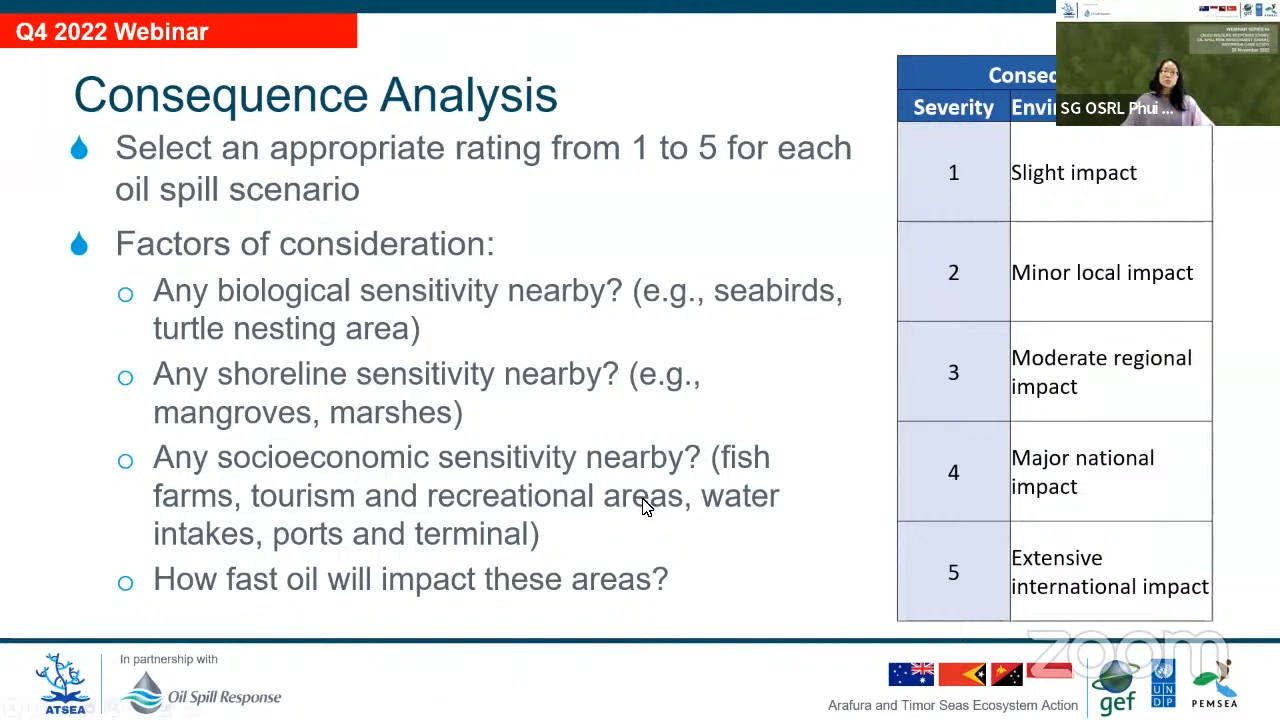 Q4 2022 Webinar
Consequence Analysis
Select an appropriate rating from 1 to 5 for each
oil spill scenario
Factors of consideration:
Any biological sensitivity nearby? (e.g., seabirds,
turtle nesting area)
Any shoreline sensitivity nearby? (e.g.,
mangroves, marshes)
Any socioeconomic sensitivity nearby? (fish
farms, tourism and recreational areas, water
intakes, ports and terminal)
How fast oil will impact these areas?
Conseq
Severity
1 Slight impact
2 Minor local impact
3 Moderate regional
impact
4 Major national
impact
5 Extensive
international impact
SG OSRL Phui ...
ATSEA
In partnership with
Oil Spill Response
zoom
Arafura and Timor Seas Ecosystem Action
gef
U N
D P
PEMSEA